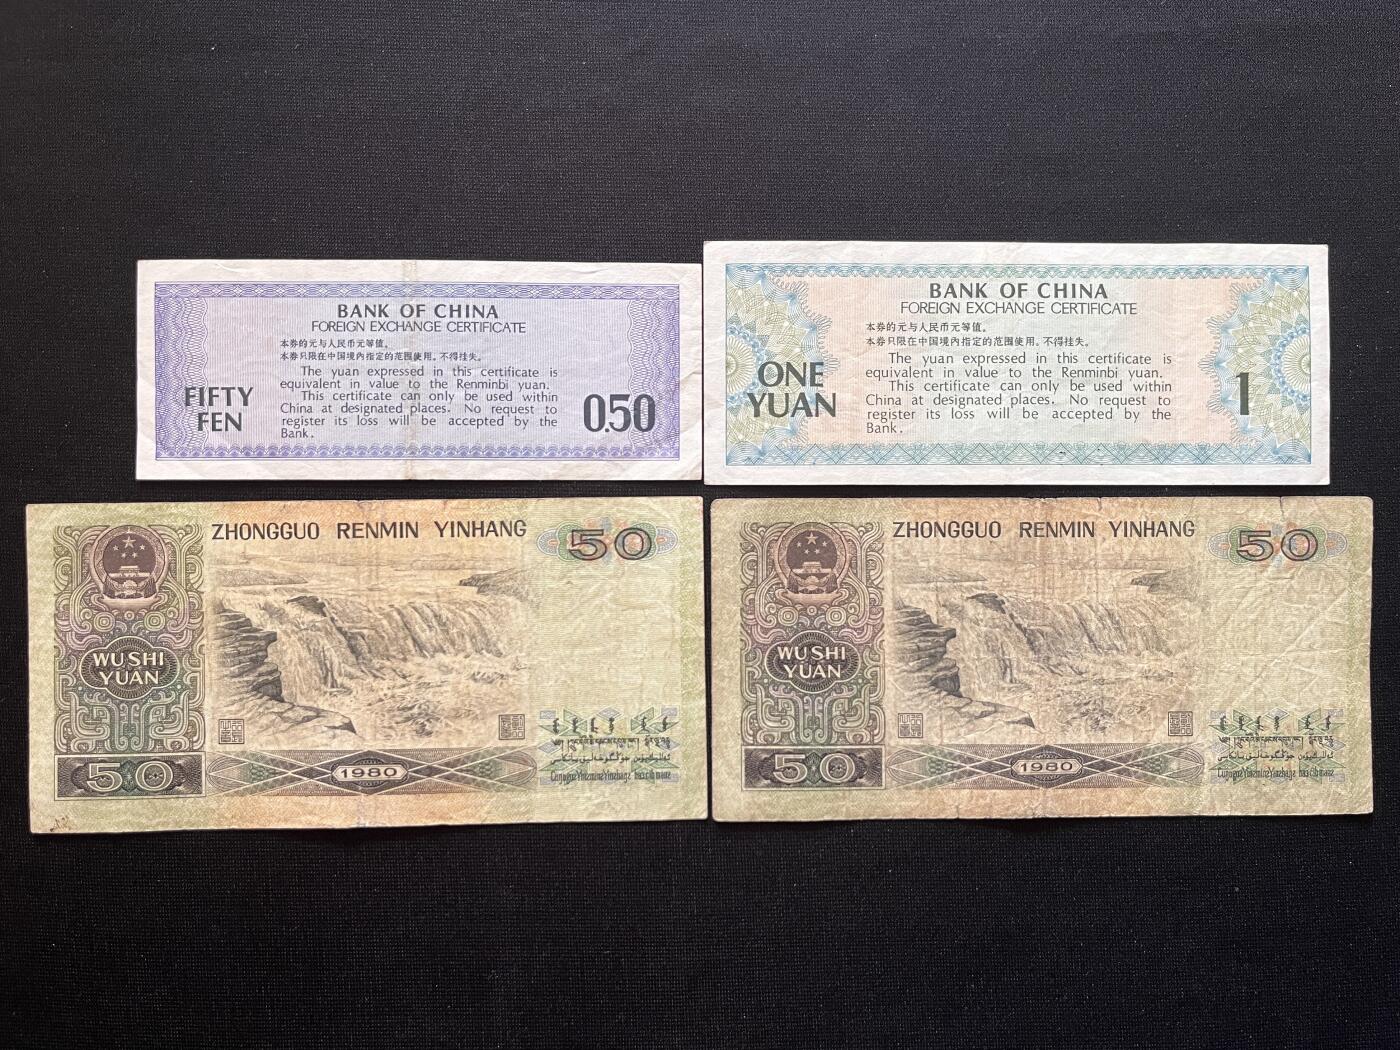 BANK OF CHINA
FOREIGN EXCHANGE CERTIFICATE
本券的元与人民币元等值。
本券只限在中国境内指定的范围使用。不得挂失。
The yuan expressed in this certificate is
equivalent in value to the Renminbi yuan.
This certificate can only be used within
China at designated places. No request to
register its loss will be accepted by the
Bank.
FIFTY
FEN
0.50
BANK OF CHINA
FOREIGN EXCHANGE CERTIFICATE
本券的元与人民币元等值。
本券只限在中国境内指定的范围使用。不得挂失。
The yuan expressed in this certificate is
equivalent in value to the Renminbi yuan.
This certificate can only be used within
China at designated places. No request to
register its loss will be accepted by the
Bank.
ONE
YUAN
1
ZHONGGUO RENMIN YINHANG
50
WUSHI
YUAN
50
1980
ZHONGGUO RENMIN YINHANG
50
WUSHI
YUAN
50
1980